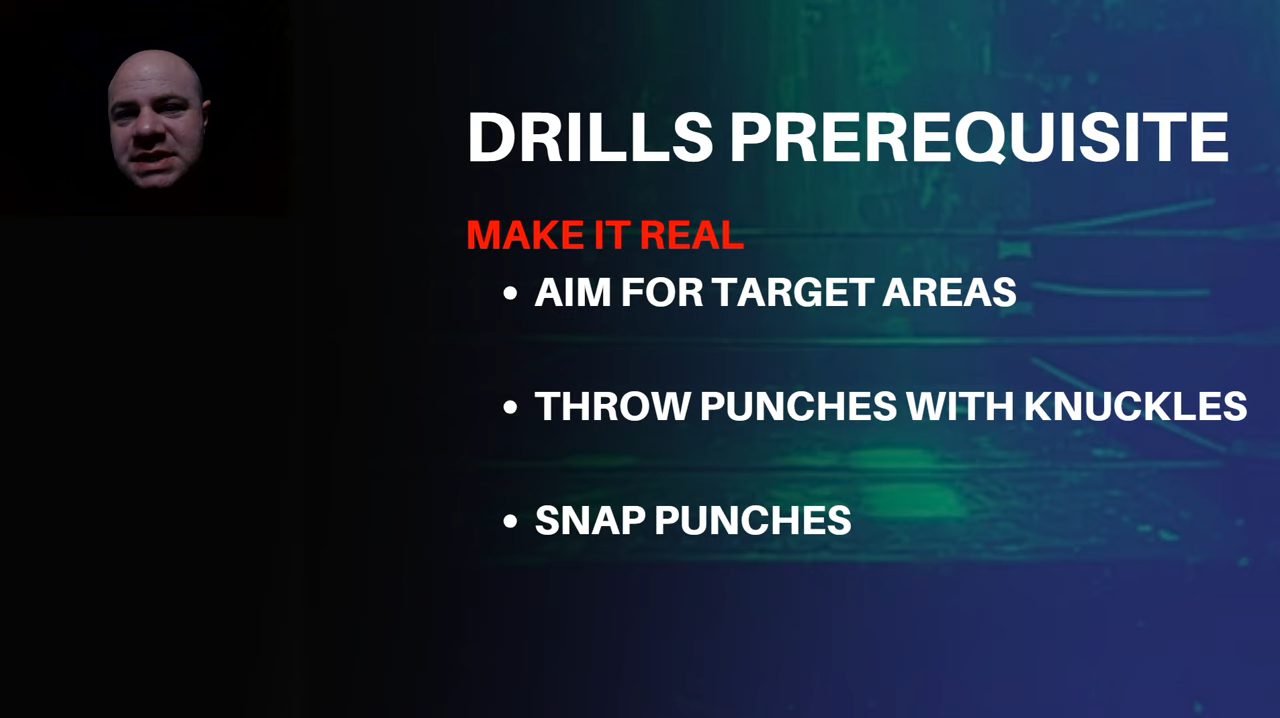 DRILLS PREREQUISITE
MAKE IT REAL
• AIM FOR TARGET AREAS
• THROW PUNCHES WITH KNUCKLES
• SNAP PUNCHES